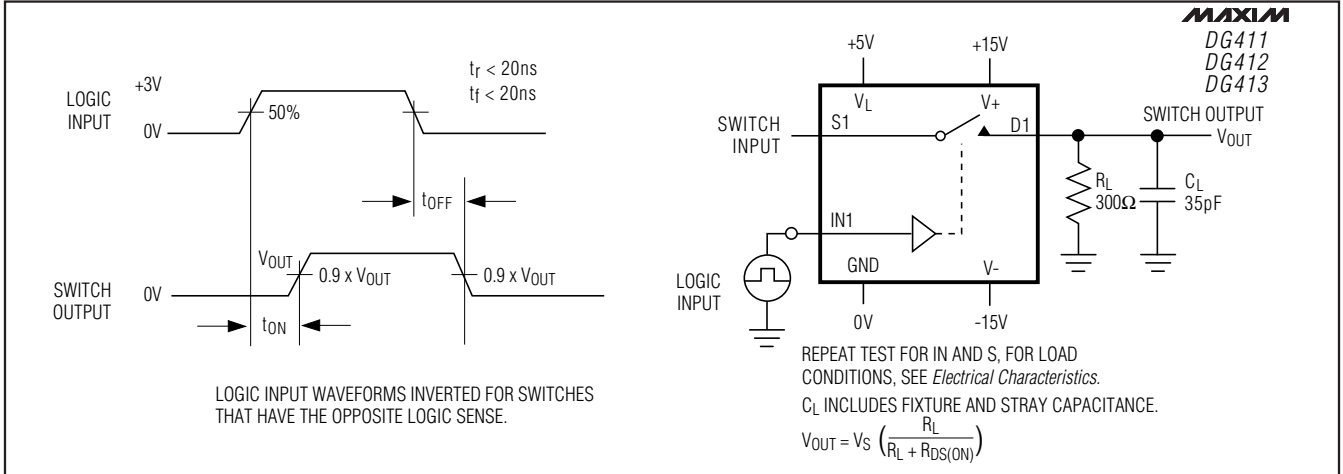 MAXIM
DG411
DG412
DG413
LOGIC
INPUT
+3V
0V
50%
tr < 20ns
tf < 20ns
tOFF
VOUT
0.9 x VOUT
0.9 x VOUT
SWITCH
OUTPUT
0V
tON
LOGIC INPUT WAVEFORMS INVERTED FOR SWITCHES
THAT HAVE THE OPPOSITE LOGIC SENSE.
+5V
+15V
VL
V+
SWITCH
INPUT
S1
D1
SWITCH OUTPUT
VOUT
RL
300Ω
CL
35pF
IN1
LOGIC
INPUT
GND
V-
0V
-15V
REPEAT TEST FOR IN AND S, FOR LOAD
CONDITIONS, SEE Electrical Characteristics.
CL INCLUDES FIXTURE AND STRAY CAPACITANCE.
VOUT = VS (RL / RL + RDS(ON))